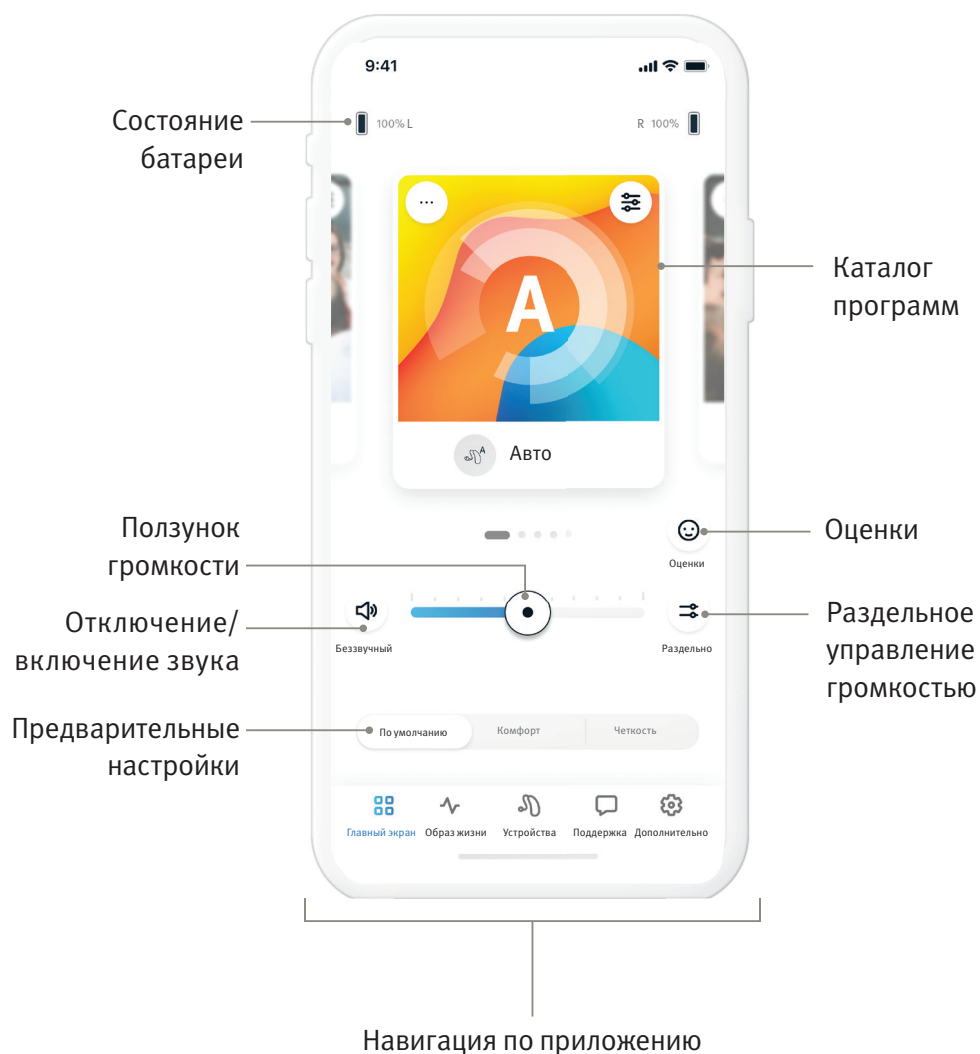 9:41
Состояние
батареи
100% L
R 100%
...
A
Каталог
программ
A
Авто
Ползунок
громкости
Оценки
Оценки
Отключение/
включение звука
Беззвучный
Раздельно
Раздельное
управление
громкостью
Предварительные
настройки
По умолчанию
Комфорт
Четкость
Главный экран
Образ жизни
Устройства
Поддержка
Дополнительно
Навигация по приложению